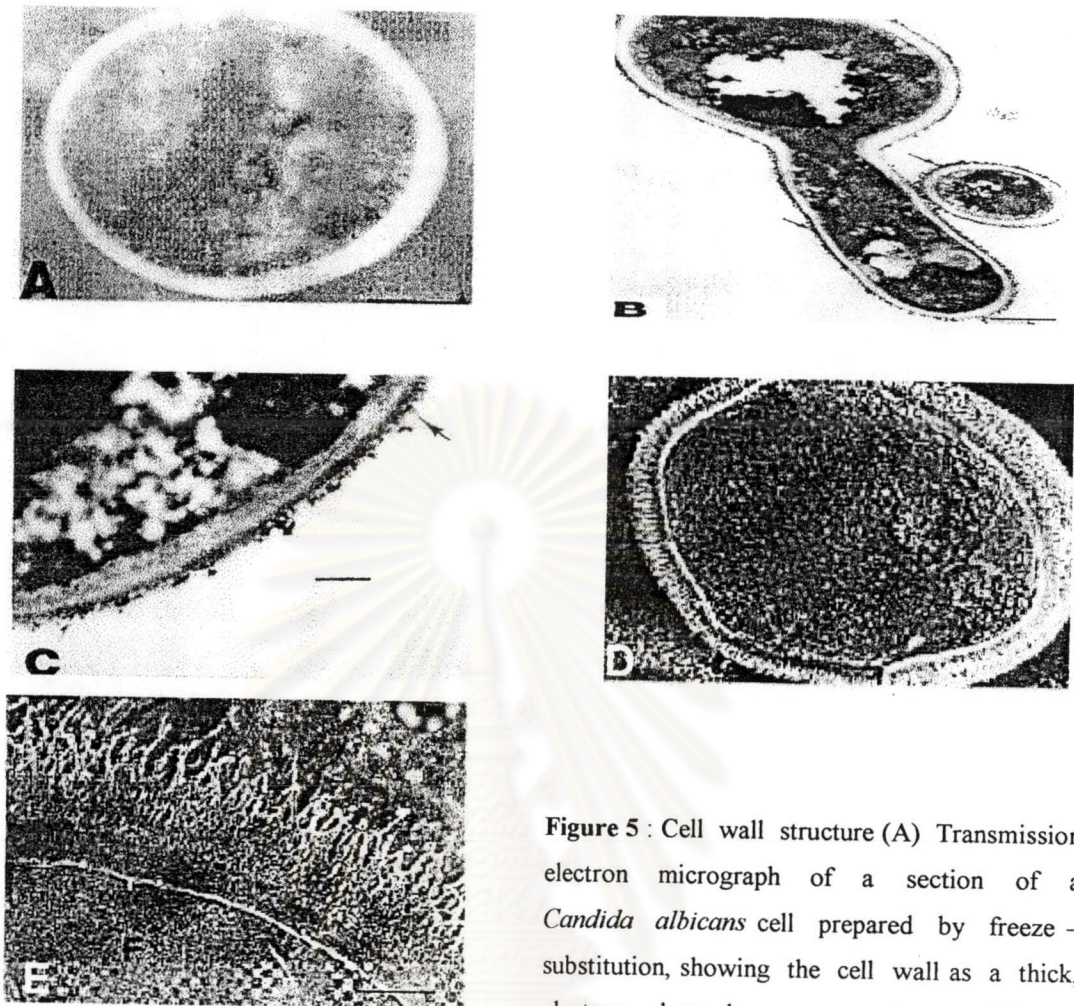 A
B
C
D
E
F
Figure 5 : Cell wall structure (A) Transmission
electron micrograph of a section of a
Candida albicans cell prepared by freeze –
substitution, showing the cell wall as a thick,